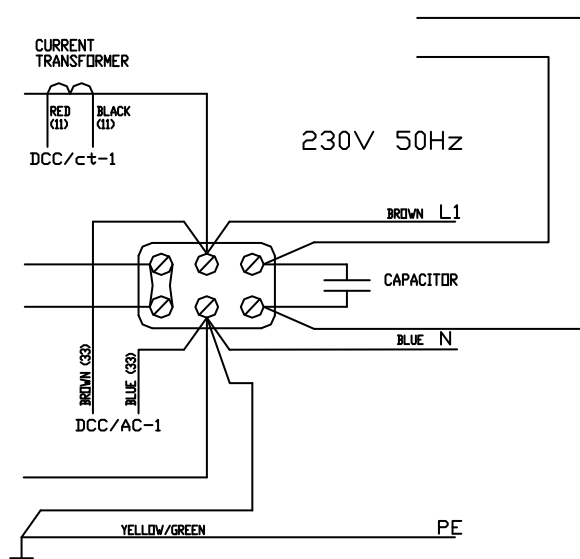 CURRENT
TRANSFORMER
RED
(11)
BLACK
(11)
DCC/ct-1
230V 50Hz
BROWN L1
CAPACITOR
BLUE N
BROWN (33)
BLUE (33)
DCC/AC-1
YELLOW/GREEN PE